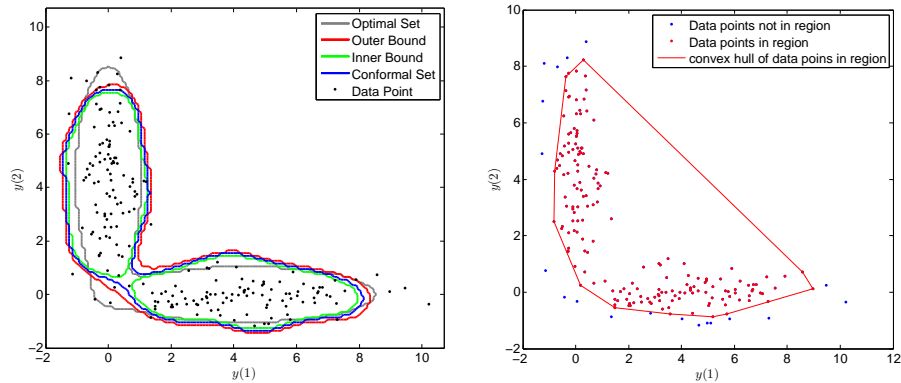 Optimal Set
Outer Bound
Inner Bound
Conformal Set
Data Point
10
8
6
4
2
0
−2
−2
0
2
4
6
8
10
y(2)
y(1)
Data points not in region
Data points in region
convex hull of data poins in region
10
8
6
4
2
0
−2
−2
0
2
4
6
8
10
12
y(2)
y(1)